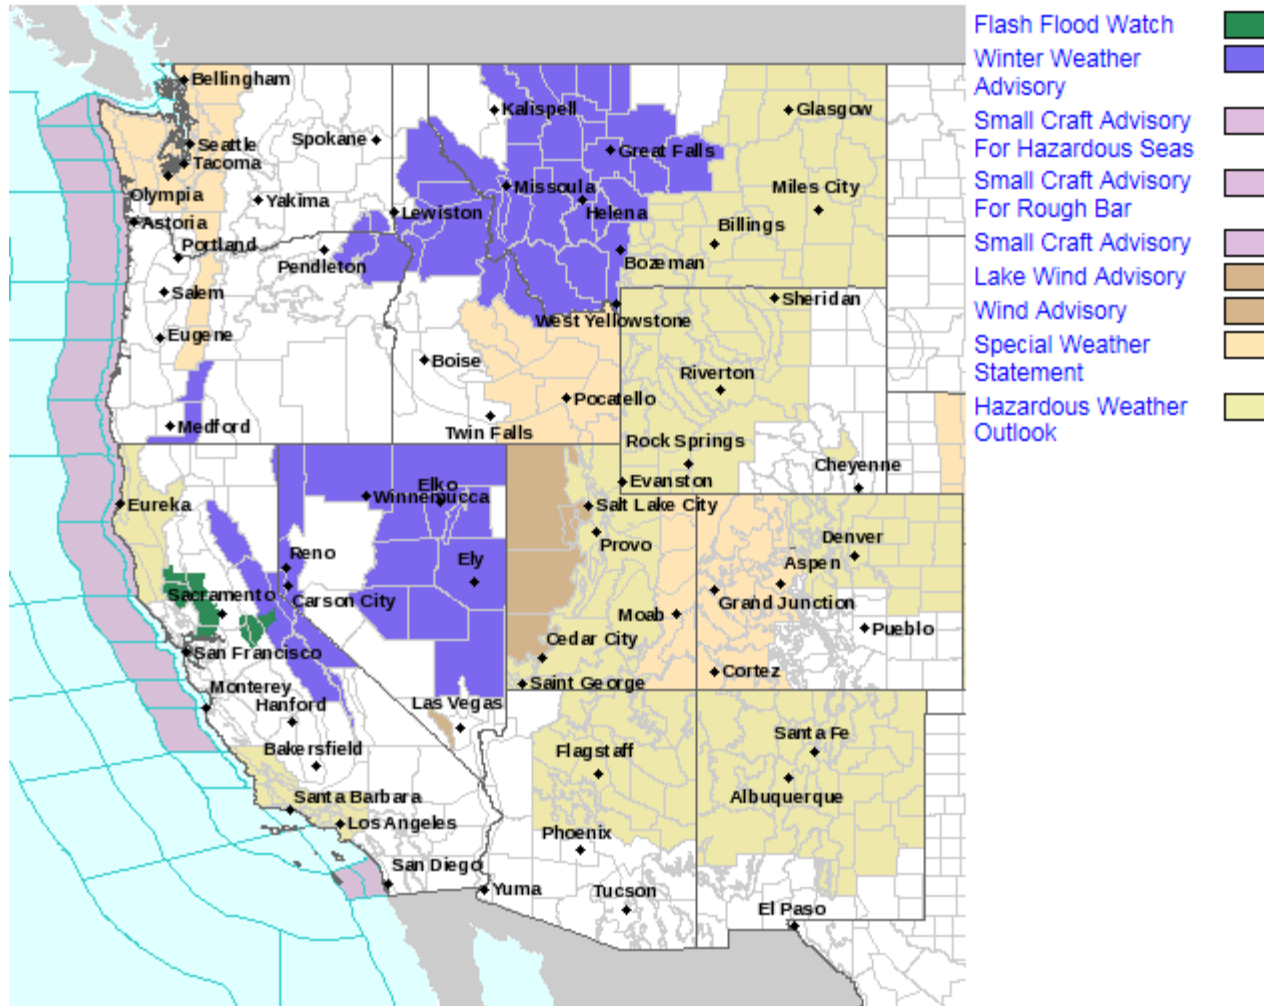 Bellingham
Seattle
Tacoma
Olympia
Astoria
Portland
Salem
Eugene
Medford
Spokane
Yakima
Pendleton
Lewiston
Kalispell
Great Falls
Missoula
Helena
Bozeman
West Yellowstone
Glasgow
Miles City
Billings
Sheridan
Boise
Pocatello
Twin Falls
Riverton
Rock Springs
Evanston
Cheyenne
Eureka
Winnemucca
Elko
Reno
Ely
Carson City
Sacramento
San Francisco
Monterey
Hanford
Bakersfield
Las Vegas
Santa Barbara
Los Angeles
San Diego
Salt Lake City
Provo
Moab
Cedar City
Saint George
Denver
Aspen
Grand Junction
Pueblo
Cortez
Flagstaff
Phoenix
Yuma
Tucson
Santa Fe
Albuquerque
El Paso
Flash Flood Watch
Winter Weather
Advisory
Small Craft Advisory
For Hazardous Seas
Small Craft Advisory
For Rough Bar
Small Craft Advisory
Lake Wind Advisory
Wind Advisory
Special Weather
Statement
Hazardous Weather
Outlook